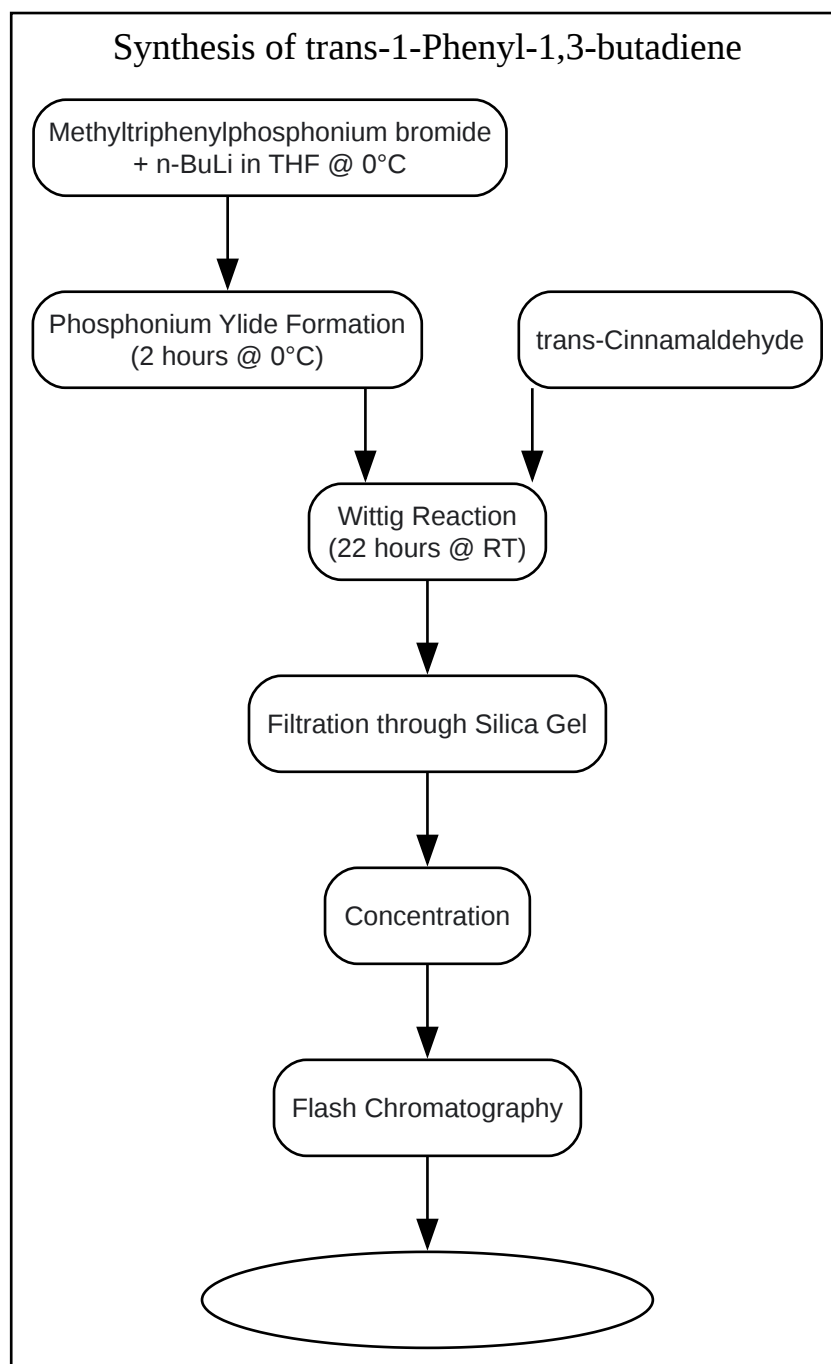 Synthesis of trans-1-Phenyl-1,3-butadiene
Methyltriphenylphosphonium bromide
+ n-BuLi in THF @ 0°C
Phosphonium Ylide Formation
(2 hours @ 0°C)
trans-Cinnamaldehyde
Wittig Reaction
(22 hours @ RT)
Filtration through Silica Gel
Concentration
Flash Chromatography